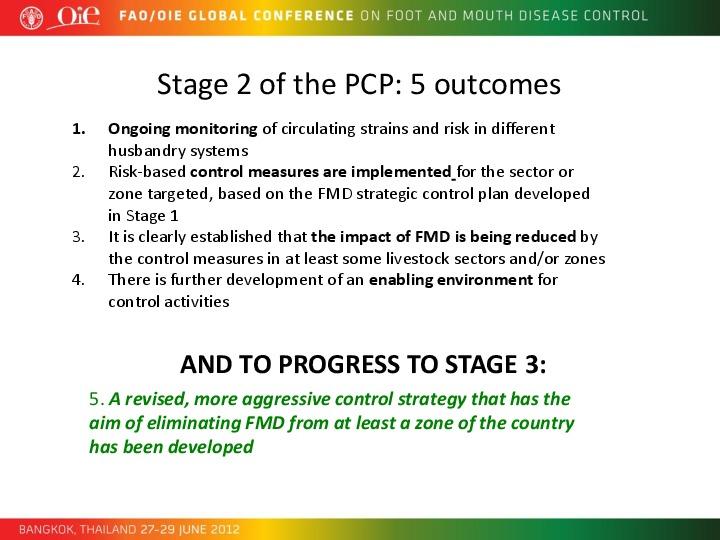 OIE FAO/OIE GLOBAL CONFERENCE ON FOOT AND MOUTH DISEASE CONTROL
Stage 2 of the PCP: 5 outcomes
1. Ongoing monitoring of circulating strains and risk in different
husbandry systems
2. Risk-based control measures are implemented for the sector or
zone targeted, based on the FMD strategic control plan developed
in Stage 1
3. It is clearly established that the impact of FMD is being reduced by
the control measures in at least some livestock sectors and/or zones
4. There is further development of an enabling environment for
control activities
AND TO PROGRESS TO STAGE 3:
5. A revised, more aggressive control strategy that has the
aim of eliminating FMD from at least a zone of the country
has been developed
BANGKOK, THAILAND 27-29 JUNE 2012